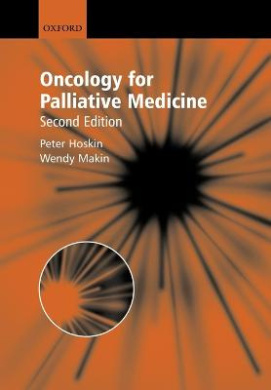 OXFORD
Oncology for
Palliative Medicine
Second Edition
Peter Hoskin
Wendy Makin